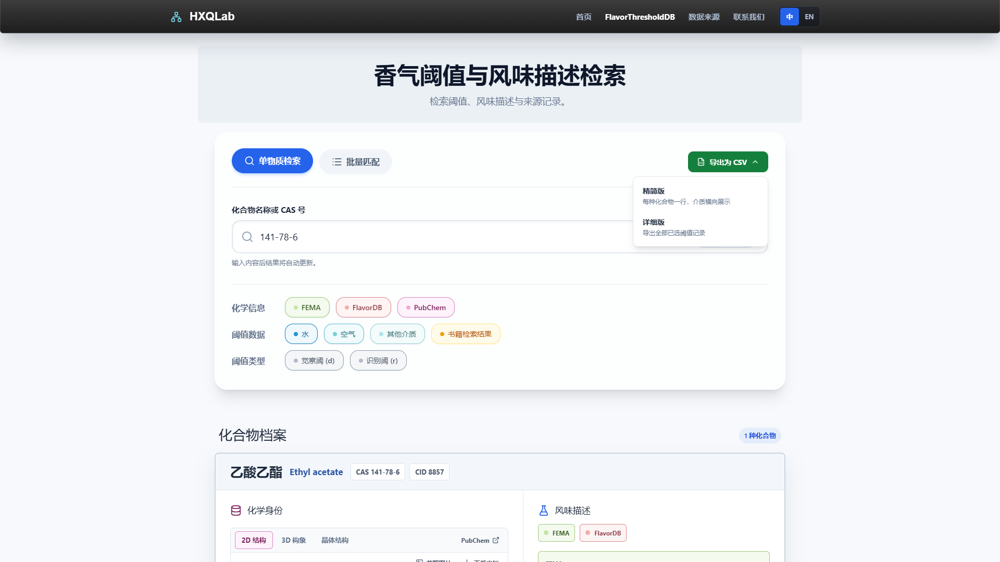 HXQLab
首页
FlavorThresholdDB
数据来源
联系我们
中
EN
香气阈值与风味描述检索
检索阈值、风味描述与来源记录。
单物质检索
批量匹配
导出为 CSV
精简版
每种化合物一行，介质横向展示
详细版
导出全部已选阈值记录
化合物名称或 CAS 号
141-78-6
输入内容后结果将自动更新。
化学信息
FEMA
FlavorDB
PubChem
阈值数据
水
空气
其他介质
书籍检索结果
阈值类型
觉察阈 (d)
识别阈 (r)
化合物档案
1 种化合物
乙酸乙酯
Ethyl acetate
CAS 141-78-6
CID 8857
化学身份
2D 结构
3D 构象
晶体结构
PubChem
风味描述
FEMA
FlavorDB